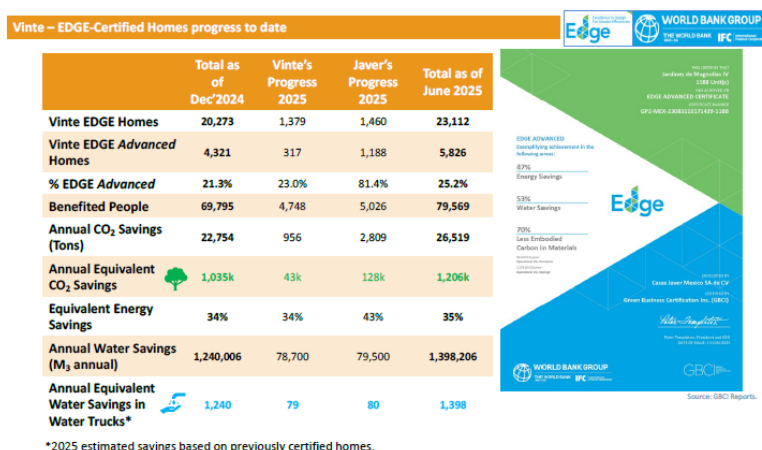 Vinte – EDGE-Certified Homes progress to date
Edge
WORLD BANK GROUP
THE WORLD BANK IFC
Total as of Dec'2024 Vinte's Progress 2025 Javer's Progress 2025 Total as of June 2025
Vinte EDGE Homes 20,273 1,379 1,460 23,112
Vinte EDGE Advanced Homes 4,321 317 1,188 5,826
% EDGE Advanced 21.3% 23.0% 81.4% 25.2%
Benefited People 69,795 4,748 5,026 79,569
Annual CO₂ Savings (Tons) 22,754 956 2,809 26,519
Annual Equivalent CO₂ Savings 1,035k 43k 128k 1,206k
Equivalent Energy Savings 34% 34% 43% 35%
Annual Water Savings (M₃ annual) 1,240,006 78,700 79,500 1,398,206
Annual Equivalent Water Savings in Water Trucks* 1,240 79 80 1,398
*2025 estimated savings based on previously certified homes.
Jardines de Magnolias IV
1188 Unit(s)
EDGE ADVANCED CERTIFICATE
EDGE ADVANCED
Exemplifying achievement in the
following areas:
47%
Energy Savings
53%
Water Savings
70%
Less Embodied
Carbon in Materials
Edge
Casas Javer Mexico SA de CV
Green Business Certification Inc. (GBCI)
WORLD BANK GROUP
THE WORLD BANK IFC
GBCI
Source: GBCI Reports.